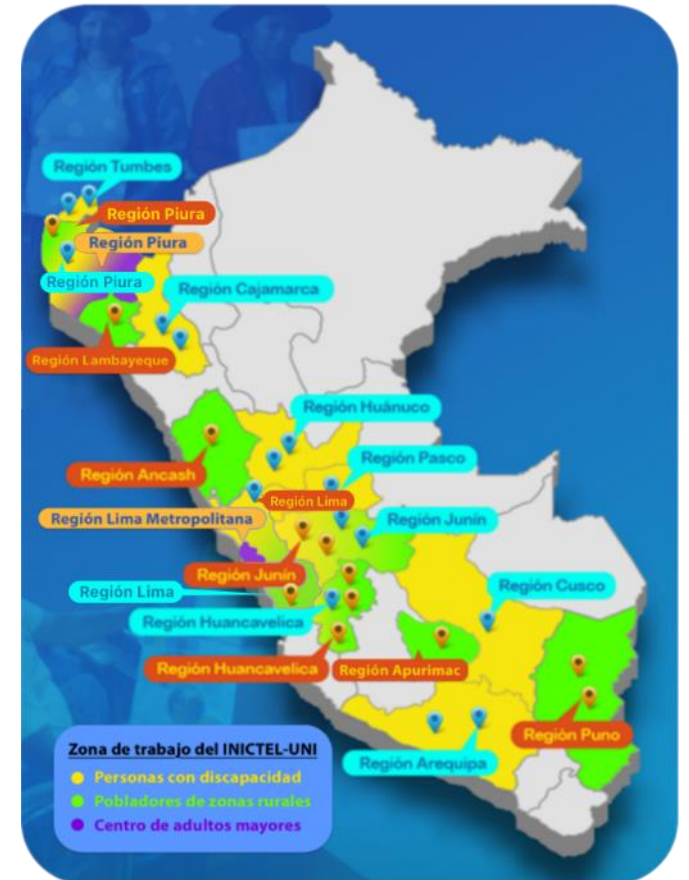 Región Tumbes
Región Piura
Región Piura
Región Piura
Región Cajamarca
Región Lambayeque
Región Huánuco
Región Pasco
Región Ancash
Región Lima
Región Lima Metropolitana
Región Junín
Región Junín
Región Lima
Región Cusco
Región Huancavelica
Región Huancavelica
Región Apurimac
Región Puno
Región Arequipa
Zona de trabajo del INICTEL-UNI
Personas con discapacidad
Pobladores de zonas rurales
Centro de adultos mayores